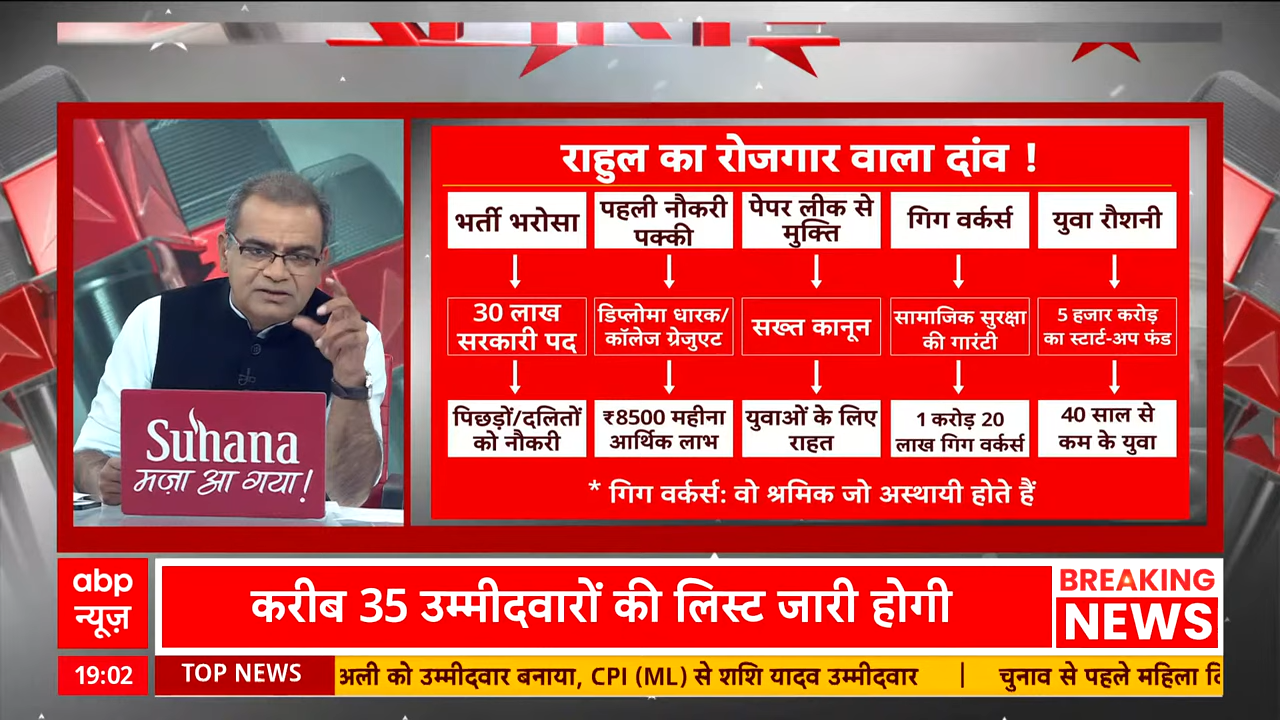 राहुल का रोजगार वाला दांव !
भर्ती भरोसा
पहली नौकरी
पक्की
पेपर लीक से
मुक्ति
गिग वर्कर्स
युवा रौशनी
30 लाख
सरकारी पद
डिप्लोमा धारक/
कॉलेज ग्रेजुएट
सख्त कानून
सामाजिक सुरक्षा
की गारंटी
5 हजार करोड़
का स्टार्ट-अप फंड
पिछड़ों/दलितों
को नौकरी
₹8500 महीना
आर्थिक लाभ
युवाओं के लिए
राहत
1 करोड़ 20
लाख गिग वर्कर्स
40 साल से
कम के युवा
* गिग वर्कर्स: वो श्रमिक जो अस्थायी होते हैं
Suhana
मज़ा आ गया!
abp
न्यूज़
करीब 35 उम्मीदवारों की लिस्ट जारी होगी
BREAKING
NEWS
19:02
TOP NEWS
अली को उम्मीदवार बनाया, CPI (ML) से शशि यादव उम्मीदवार | चुनाव से पहले महिला